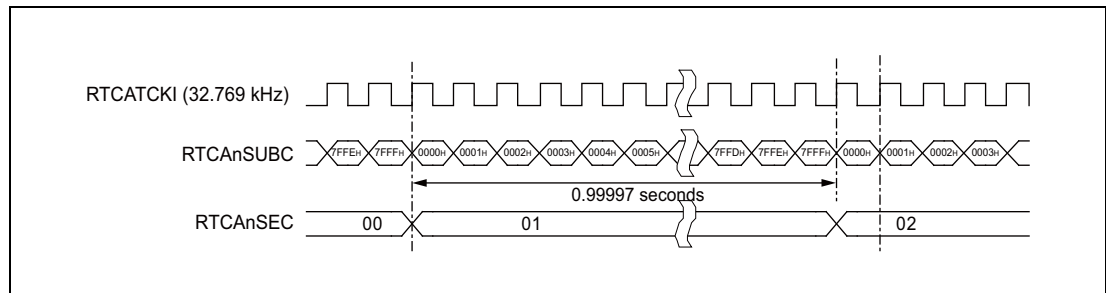 RTCATCKI (32.769 kHz)
RTCAnSUBC 7FFEH 7FFFH 0000H 0001H 0002H 0003H 0004H 0005H 7FFDH 7FFEH 7FFFH 0000H 0001H 0002H 0003H
0.99997 seconds
RTCAnSEC 00 01 02